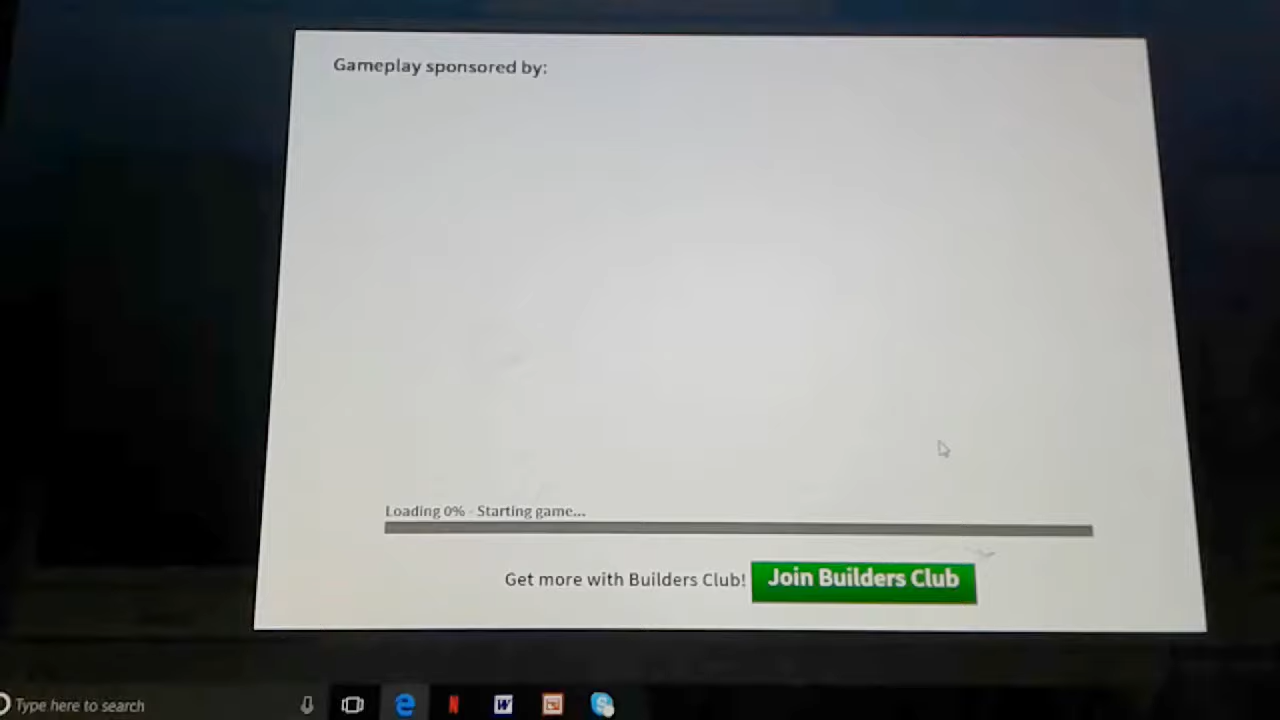 Gameplay sponsored by:
Loading 0% - Starting game...
Get more with Builders Club! Join Builders Club
Type here to search